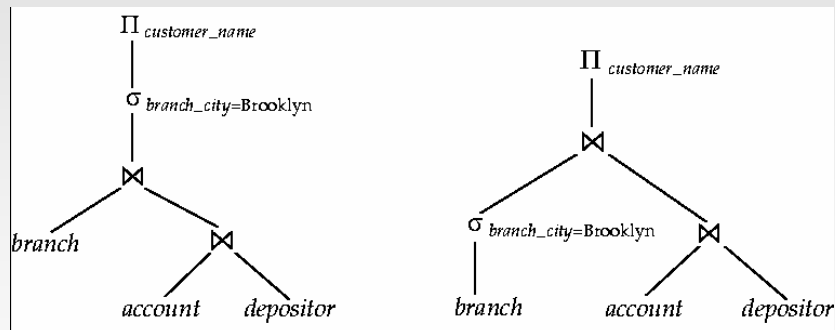 Π customer_name
σ branch_city=Brooklyn
⋈
branch
⋈
account depositor
Π customer_name
⋈
σ branch_city=Brooklyn
⋈
branch
account depositor